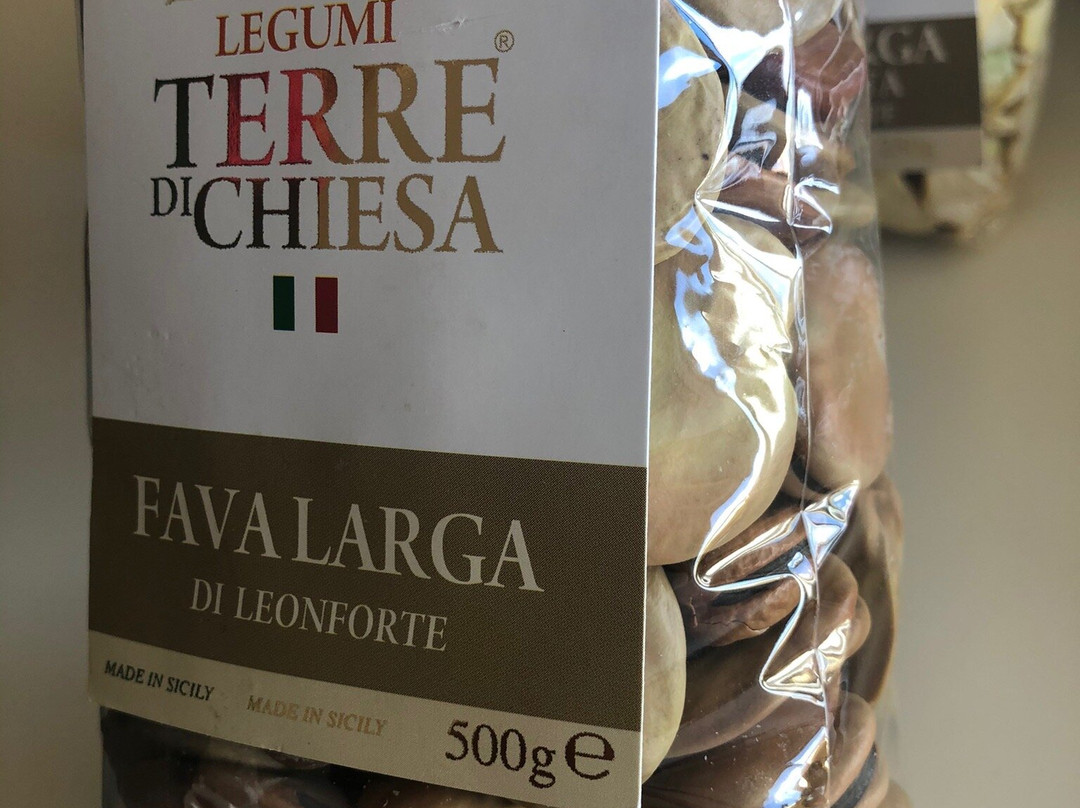 LEGUMI
TERRE®
DI CHIESA
FAVA LARGA
DI LEONFORTE
MADE IN SICILY MADE IN SICILY
500g e